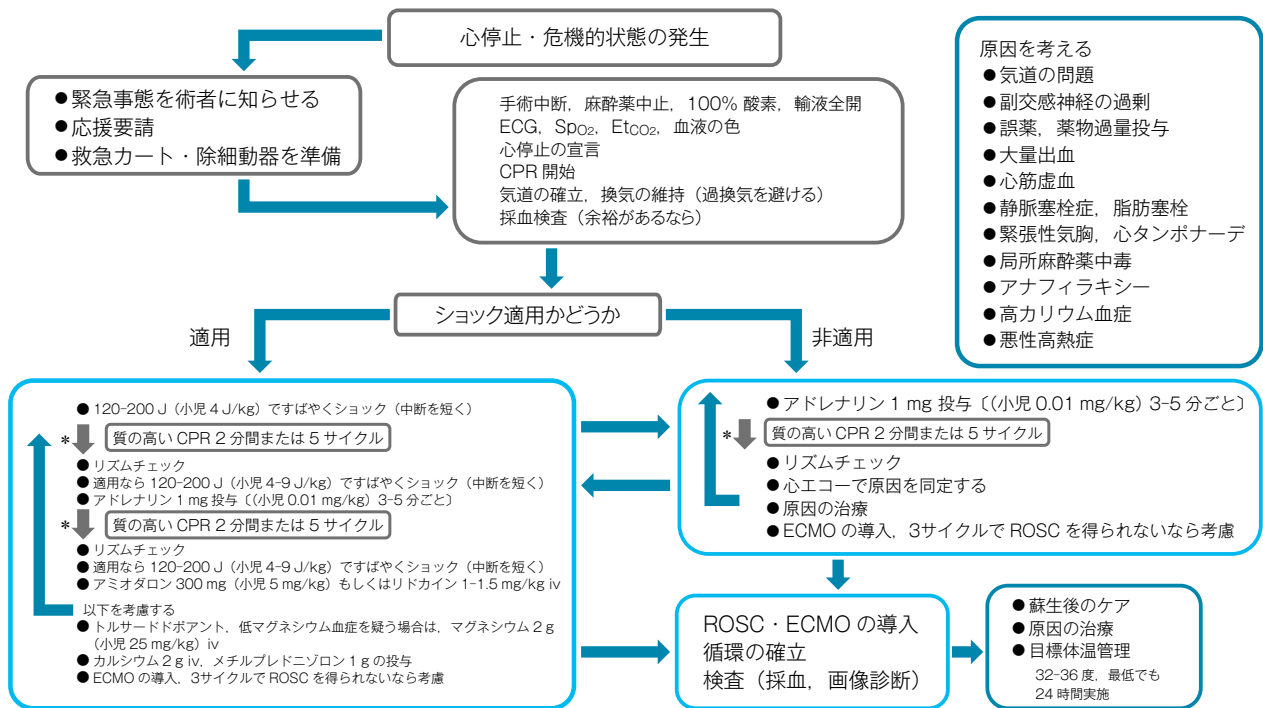 心停止・危機的状態の発生
●緊急事態を術者に知らせる
●応援要請
●救急カート・除細動器を準備
手術中断，麻酔薬中止，100% 酸素，輸液全開
ECG，SpO2，EtCO2，血液の色
心停止の宣言
CPR 開始
気道の確立，換気の維持（過換気を避ける）
採血検査（余裕があるなら）
原因を考える
●気道の問題
●副交感神経の過剰
●誤薬，薬物過量投与
●大量出血
●心筋虚血
●静脈塞栓症，脂肪塞栓
●緊張性気胸，心タンポナーデ
●局所麻酔薬中毒
●アナフィラキシー
●高カリウム血症
●悪性高熱症
ショック適用かどうか
適用
非適用
●120-200 J（小児 4 J/kg）ですばやくショック（中断を短く）
* 質の高い CPR 2 分間または 5 サイクル
●リズムチェック
●適用なら 120-200 J（小児 4-9 J/kg）ですばやくショック（中断を短く）
●アドレナリン 1 mg 投与〔（小児 0.01 mg/kg）3-5 分ごと〕
* 質の高い CPR 2 分間または 5 サイクル
●リズムチェック
●適用なら 120-200 J（小児 4-9 J/kg）ですばやくショック（中断を短く）
●アミオダロン 300 mg（小児 5 mg/kg）もしくはリドカイン 1-1.5 mg/kg iv
以下を考慮する
●トルサードドポアント，低マグネシウム血症を疑う場合は，マグネシウム 2 g
（小児 25 mg/kg）iv
●カルシウム 2 g iv，メチルプレドニゾロン 1 g の投与
●ECMO の導入，3サイクルで ROSC を得られないなら考慮
●アドレナリン 1 mg 投与〔（小児 0.01 mg/kg）3-5 分ごと〕
* 質の高い CPR 2 分間または 5 サイクル
●リズムチェック
●心エコーで原因を同定する
●原因の治療
●ECMO の導入，3サイクルで ROSC を得られないなら考慮
ROSC・ECMO の導入
循環の確立
検査（採血，画像診断）
●蘇生後のケア
●原因の治療
●目標体温管理
32-36 度，最低でも
24 時間実施